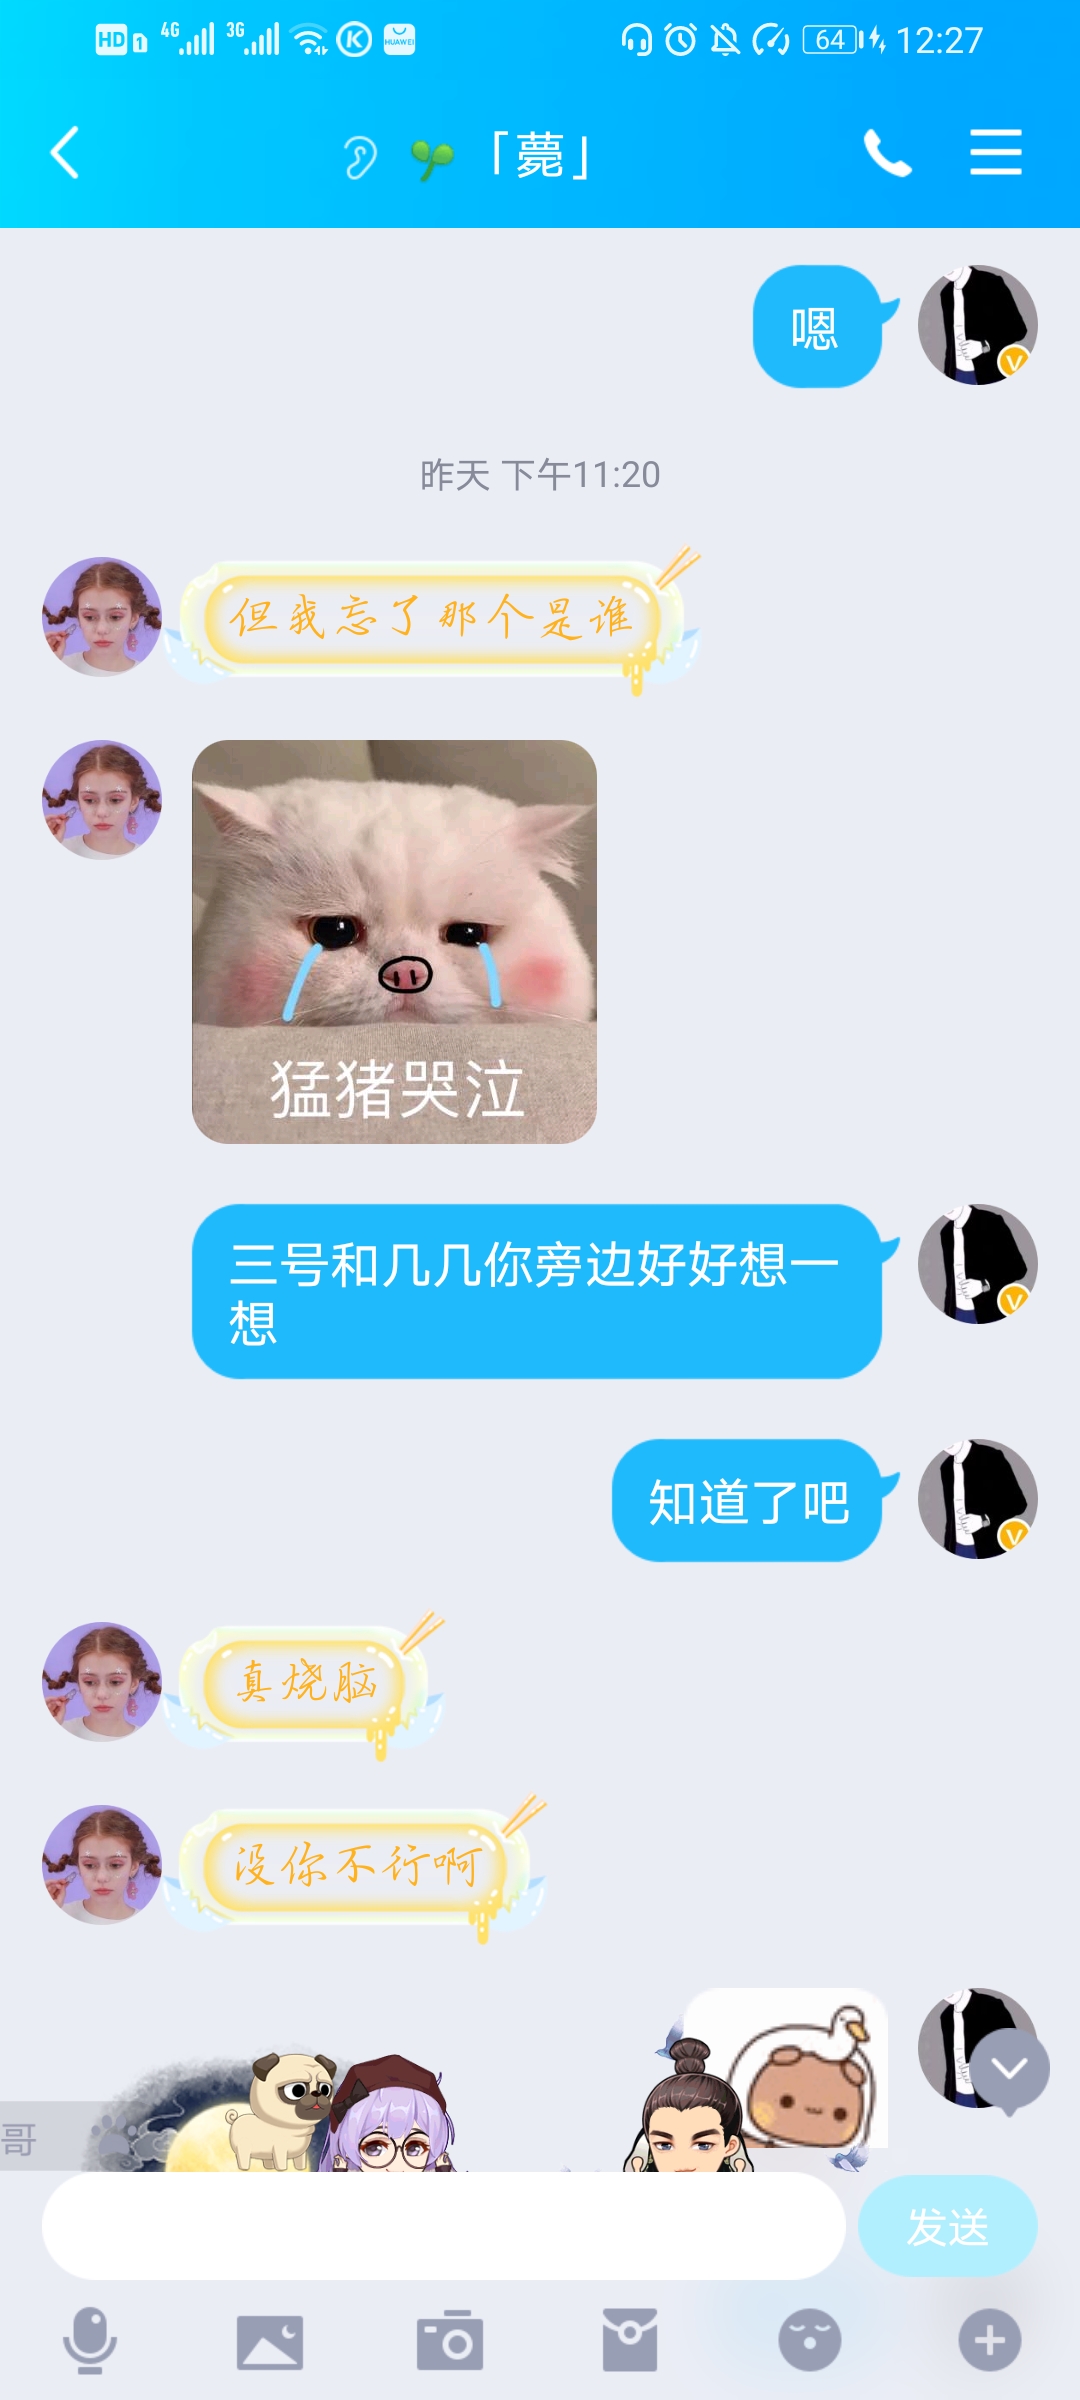 HD 1 4G 3G K HUAWEI 64 12:27
「薨」
嗯
昨天 下午11:20
但我忘了那个是谁
猛猪哭泣
三号和几几你旁边好好想一
想
知道了吧
真烧脑
没你不行啊
哥
发送